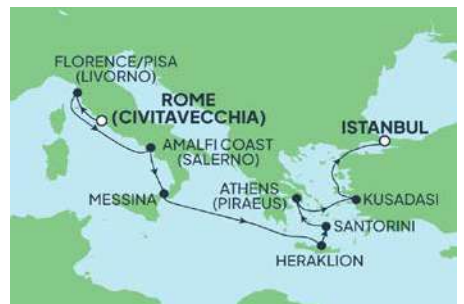 FLORENCE/PISA
(LIVORNO)
ROME
(CIVITAVECCHIA)
AMALFI COAST
(SALERNO)
MESSINA
ISTANBUL
ATHENS
(PIRAEUS)
KUSADASI
SANTORINI
HERAKLION